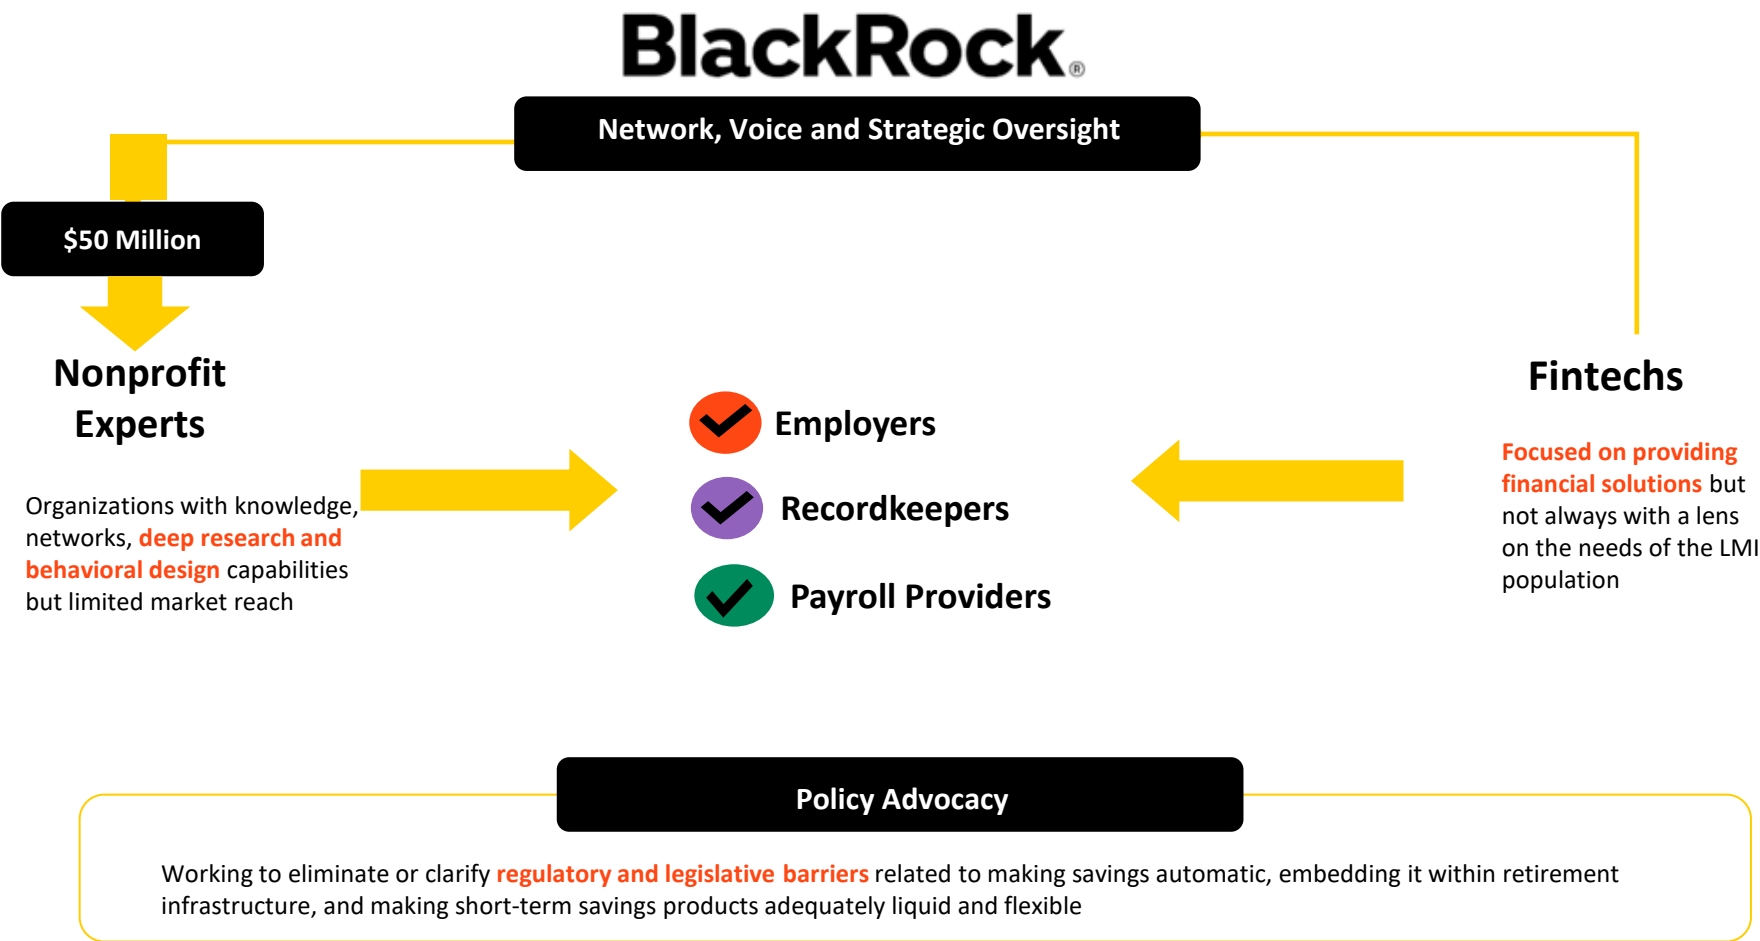 BlackRock®
Network, Voice and Strategic Oversight
$50 Million
Nonprofit
Experts
Organizations with knowledge,
networks, deep research and
behavioral design capabilities
but limited market reach
Employers
Recordkeepers
Payroll Providers
Fintechs
Focused on providing
financial solutions but
not always with a lens
on the needs of the LMI
population
Policy Advocacy
Working to eliminate or clarify regulatory and legislative barriers related to making savings automatic, embedding it within retirement
infrastructure, and making short-term savings products adequately liquid and flexible